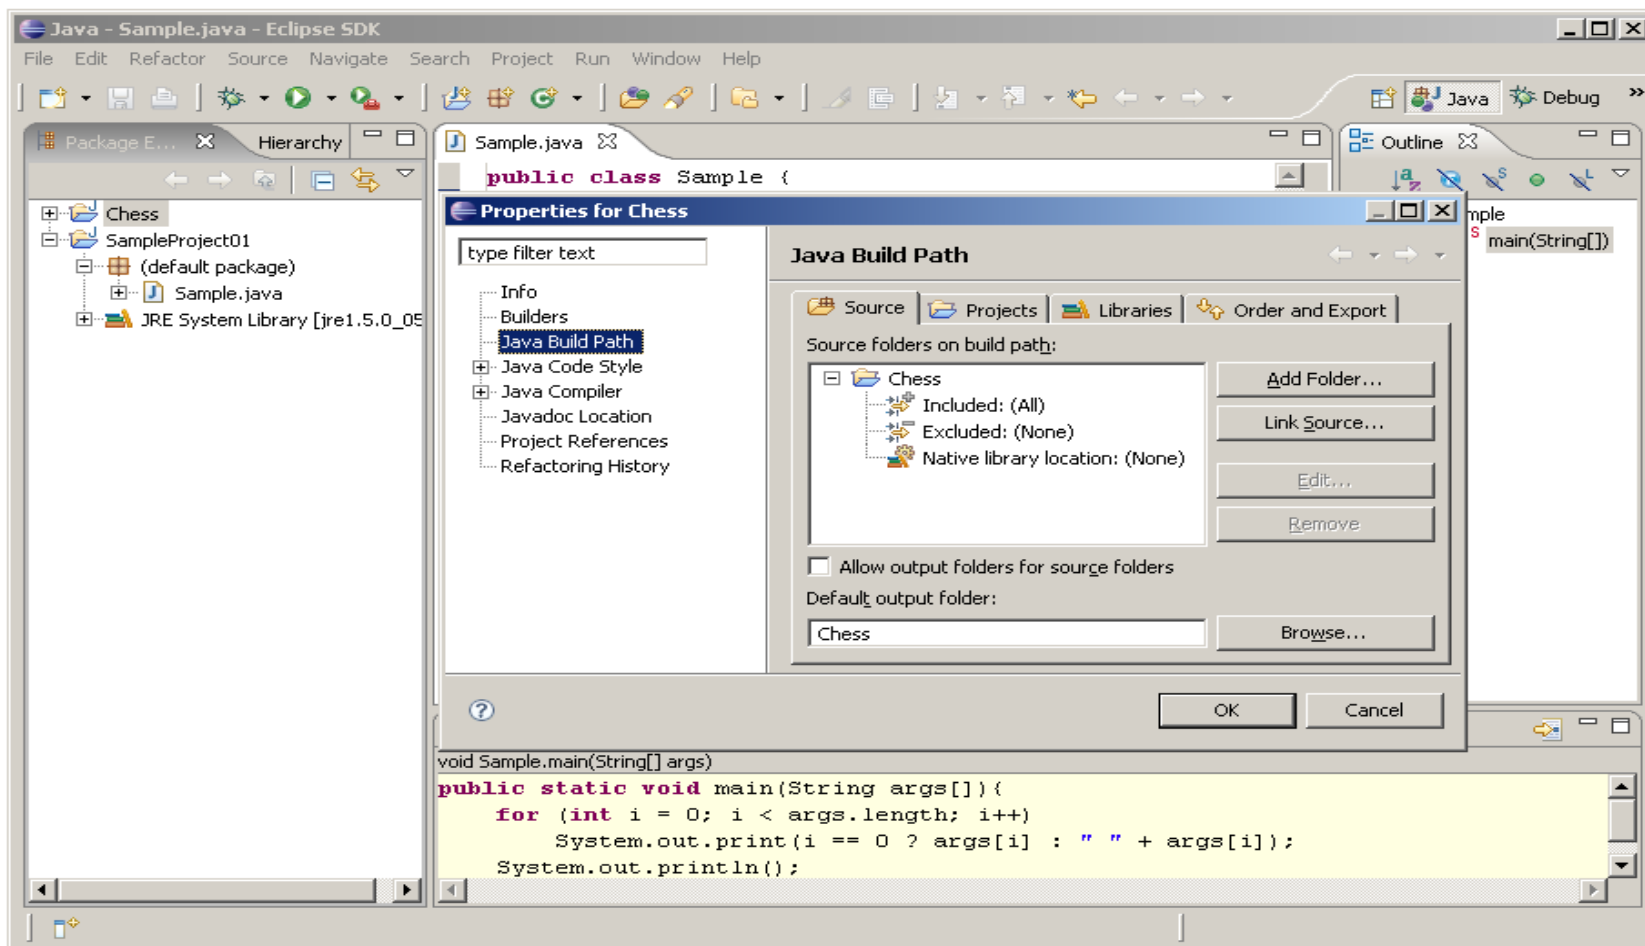 Java - Sample.java - Eclipse SDK
File Edit Refactor Source Navigate Search Project Run Window Help
Java Debug »
Package E... Hierarchy
Chess
SampleProject01
(default package)
Sample.java
JRE System Library [jre1.5.0_05
Sample.java
public class Sample {
Outline
mple
main(String[])
Properties for Chess
type filter text
Info
Builders
Java Build Path
Java Code Style
Java Compiler
Javadoc Location
Project References
Refactoring History
Java Build Path
Source Projects Libraries Order and Export
Source folders on build path:
Chess
Included: (All)
Excluded: (None)
Native library location: (None)
Add Folder...
Link Source...
Edit...
Remove
Allow output folders for source folders
Default output folder:
Chess
Browse...
OK Cancel
void Sample.main(String[] args)
public static void main(String args[]){
for (int i = 0; i < args.length; i++)
System.out.print(i == 0 ? args[i] : " " + args[i]);
System.out.println();